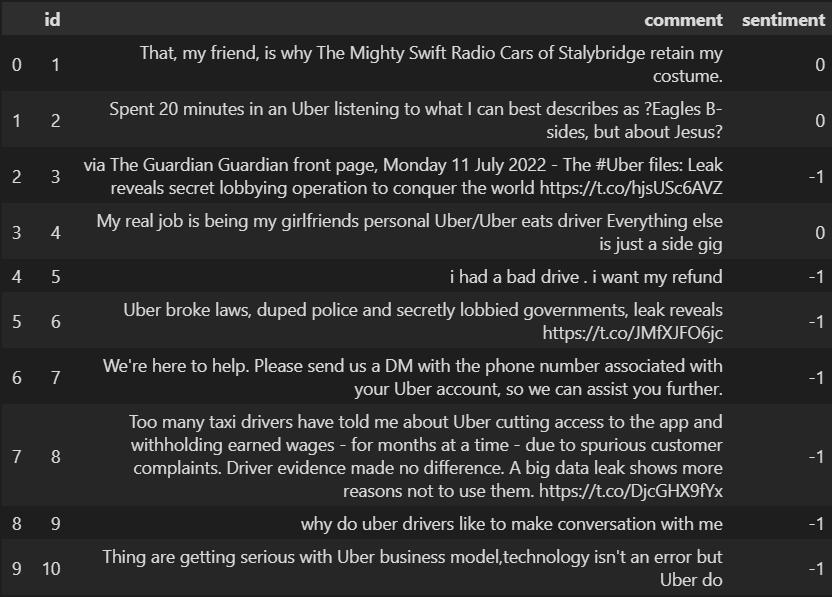 id comment sentiment
0 1 That, my friend, is why The Mighty Swift Radio Cars of Stalybridge retain my 0
costume.
1 2 Spent 20 minutes in an Uber listening to what I can best describes as ?Eagles B- 0
sides, but about Jesus?
2 3 via The Guardian Guardian front page, Monday 11 July 2022 - The #Uber files: Leak -1
reveals secret lobbying operation to conquer the world https://t.co/hjsUSc6AVZ
3 4 My real job is being my girlfriends personal Uber/Uber eats driver Everything else 0
is just a side gig
4 5 i had a bad drive . i want my refund -1
5 6 Uber broke laws, duped police and secretly lobbied governments, leak reveals -1
https://t.co/JMfXJFO6jc
6 7 We're here to help. Please send us a DM with the phone number associated with -1
your Uber account, so we can assist you further.
7 8 Too many taxi drivers have told me about Uber cutting access to the app and -1
withholding earned wages - for months at a time - due to spurious customer
complaints. Driver evidence made no difference. A big data leak shows more
reasons not to use them. https://t.co/DjcGHX9fYx
8 9 why do uber drivers like to make conversation with me -1
9 10 Thing are getting serious with Uber business model,technology isn't an error but -1
Uber do